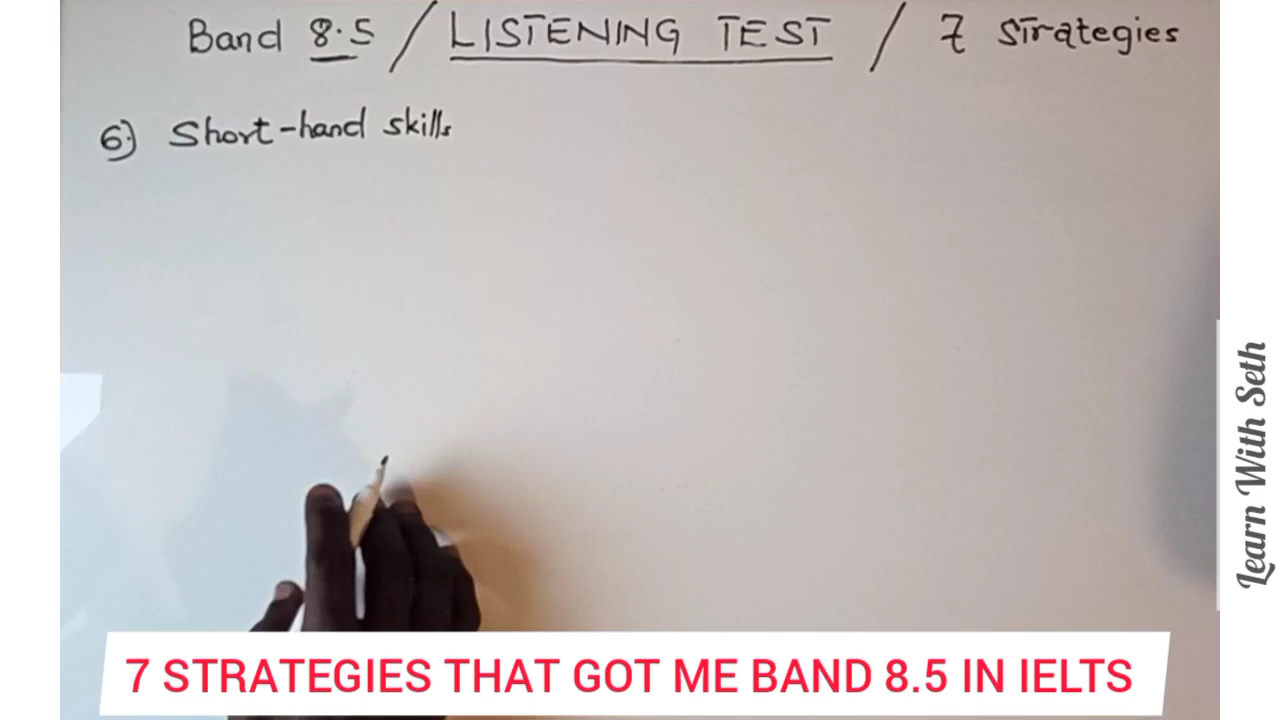 Band 8.5 / LISTENING TEST / 7 Strategies
6) Short-hand skills
Learn With Seth
7 STRATEGIES THAT GOT ME BAND 8.5 IN IELTS